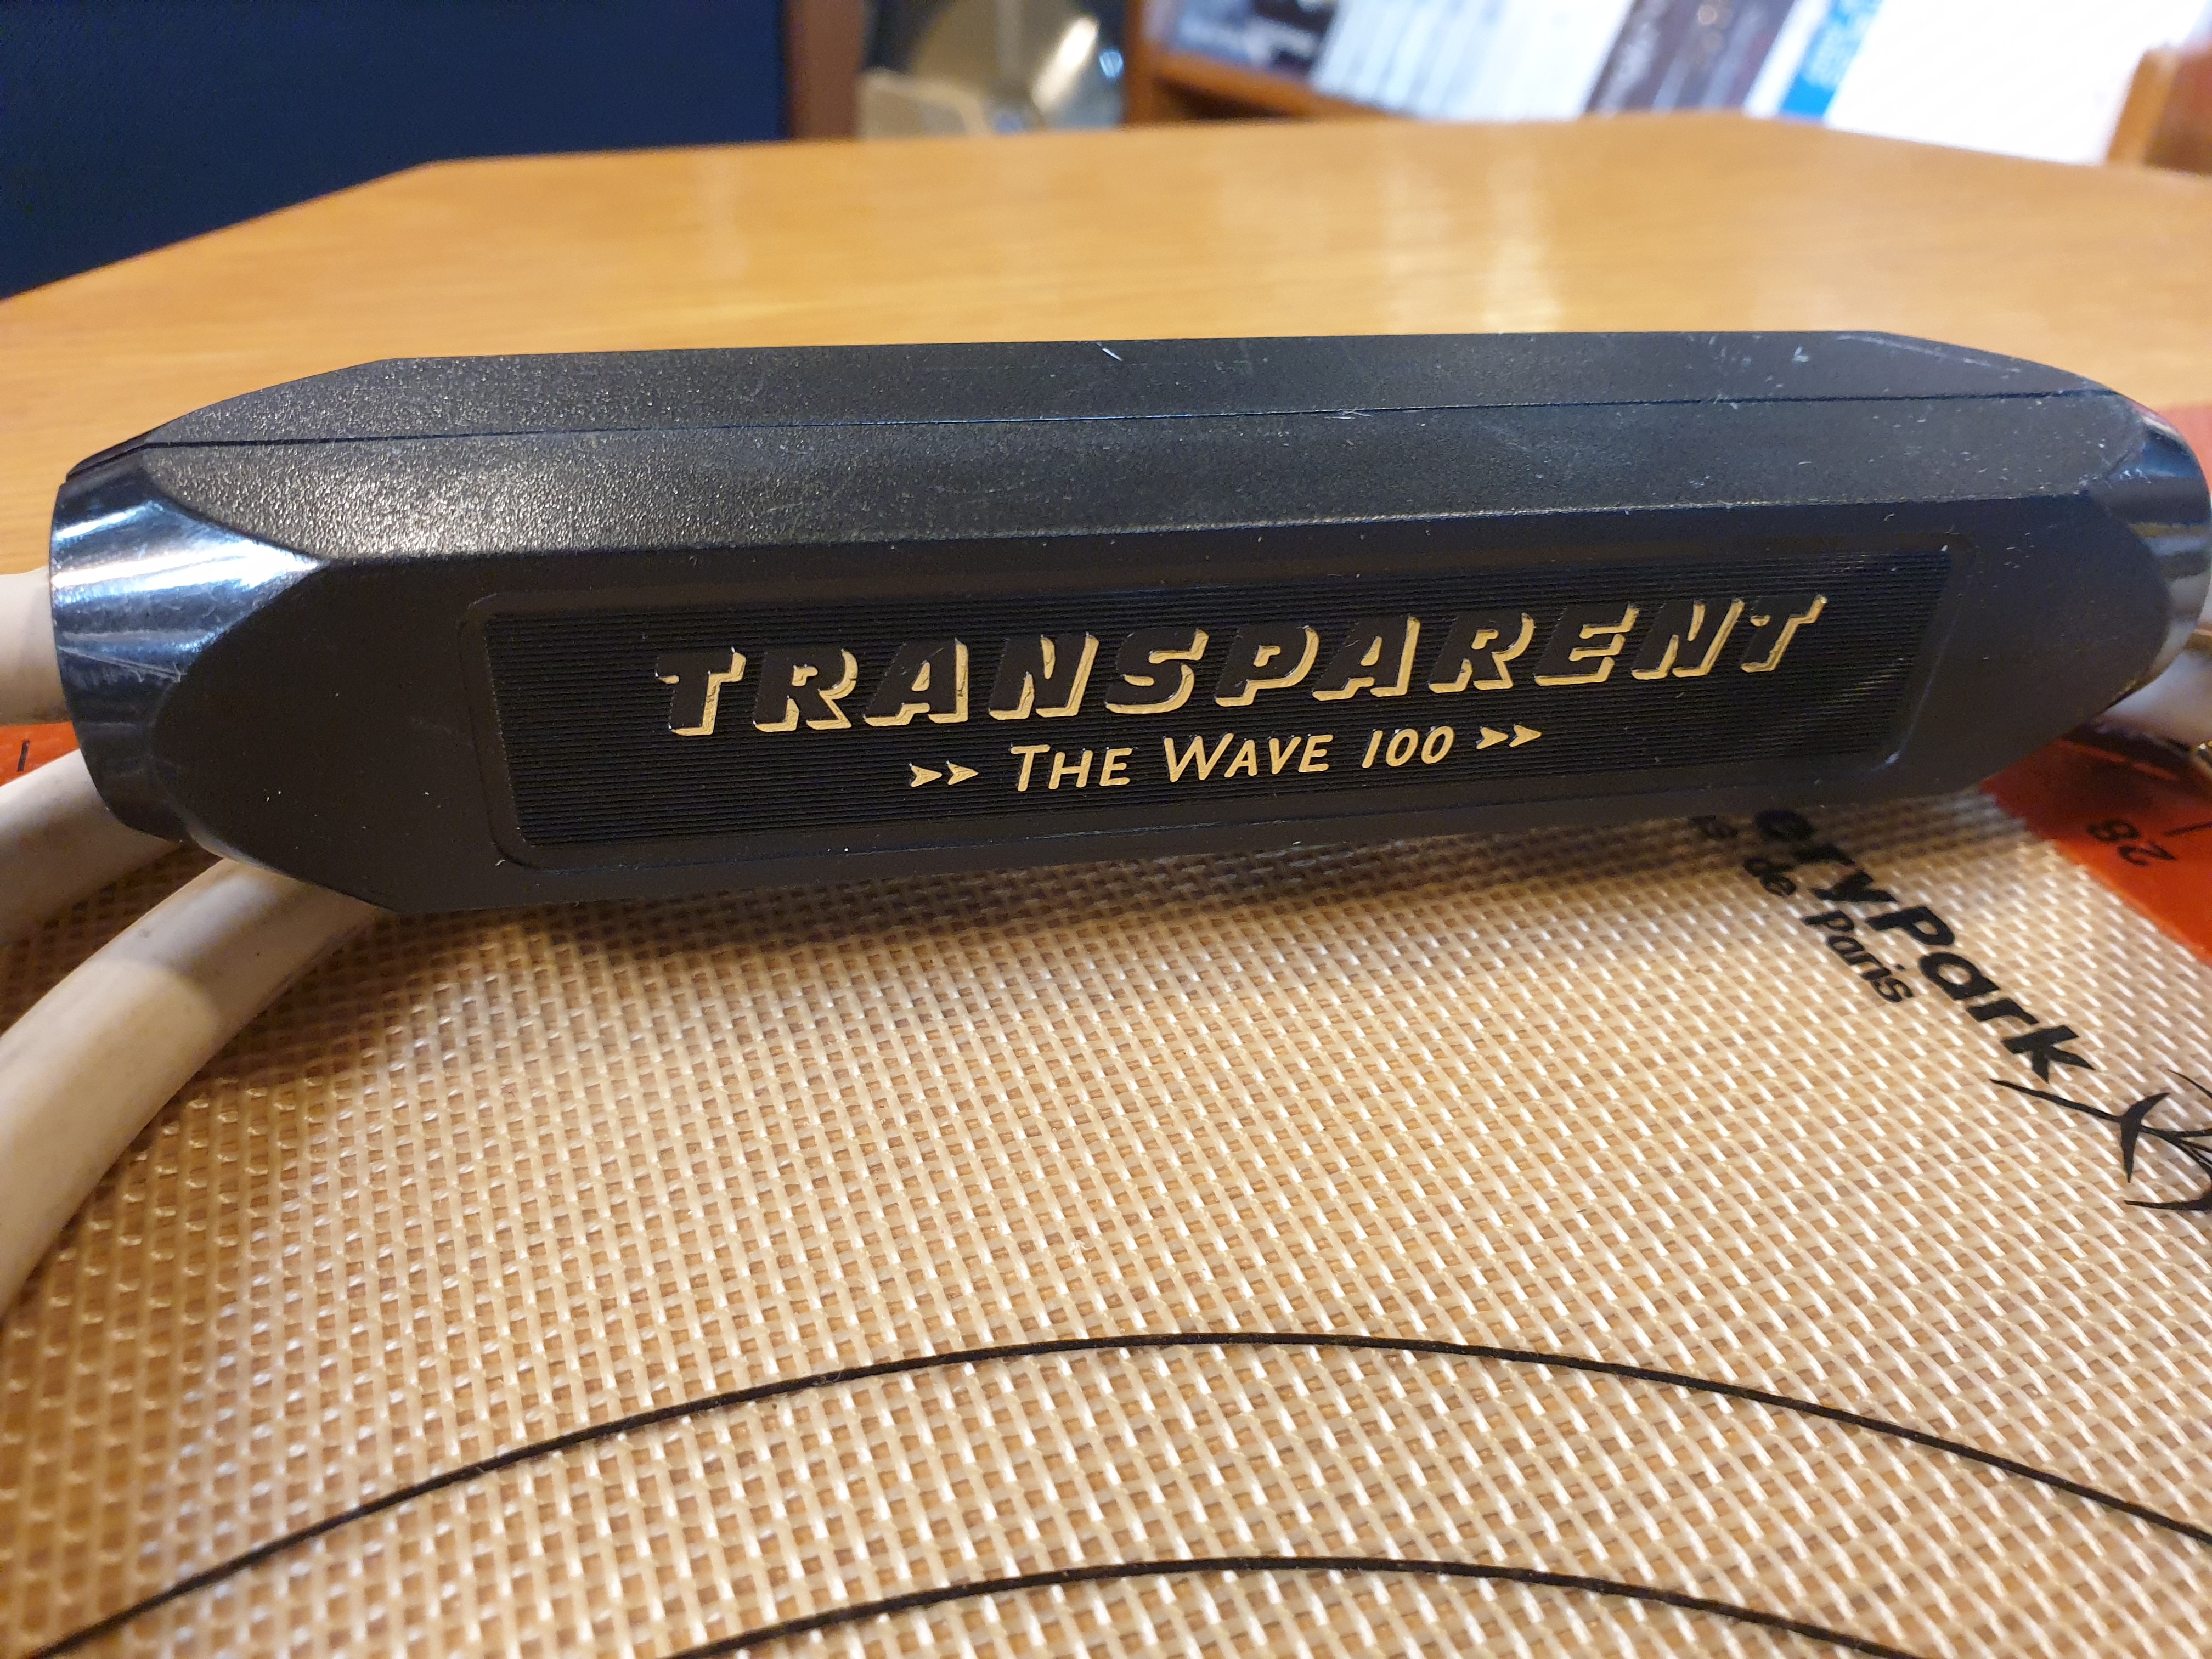 TRANSPARENT
>> THE WAVE 100 >>
eryPark
de Paris
28